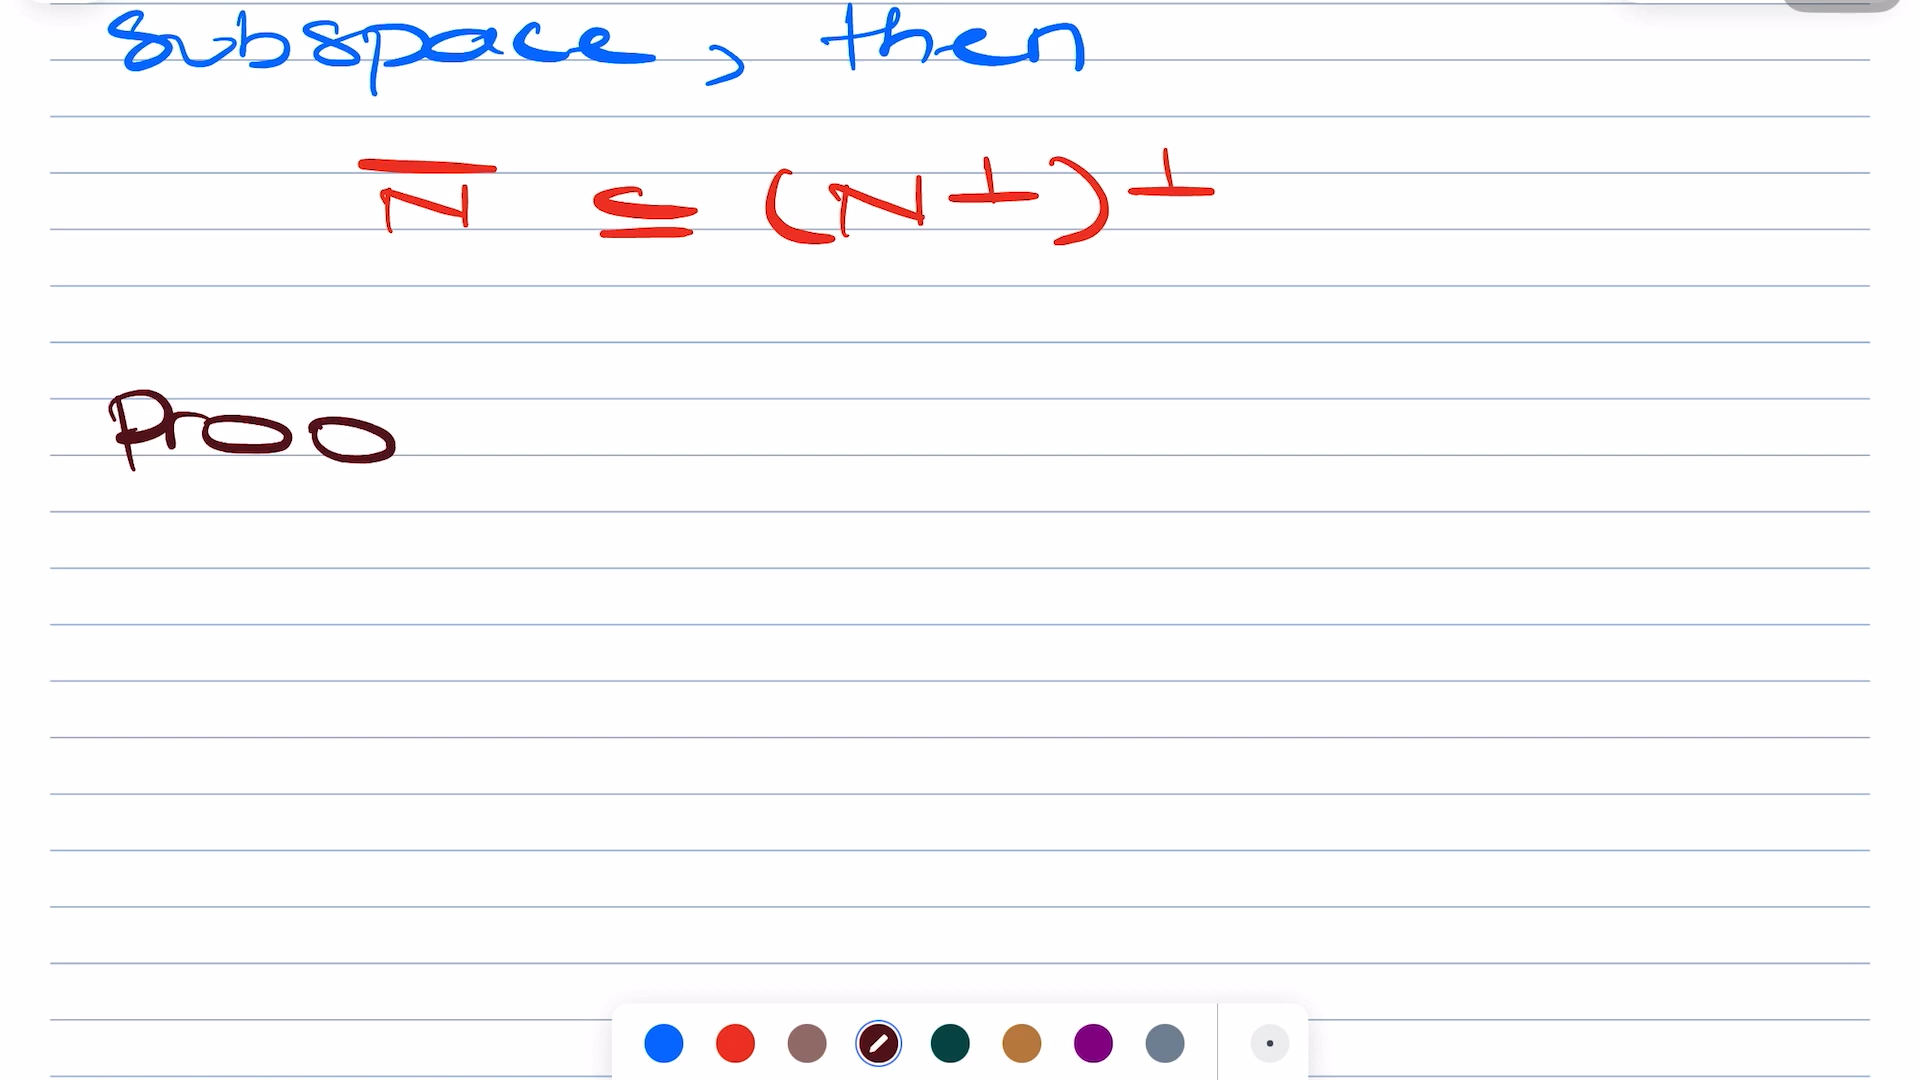 subspace, then
N̅ ⊆ (N⊥)⊥
Proo